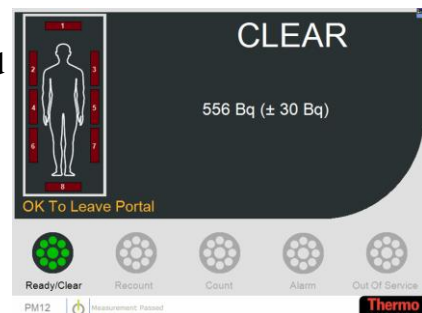 CLEAR
1
2
3
556 Bq (± 30 Bq)
4
5
6
7
8
OK To Leave Portal
Ready/Clear
Recount
Count
Alarm
Out Of Service
PM12
Measurement Passed
Thermo